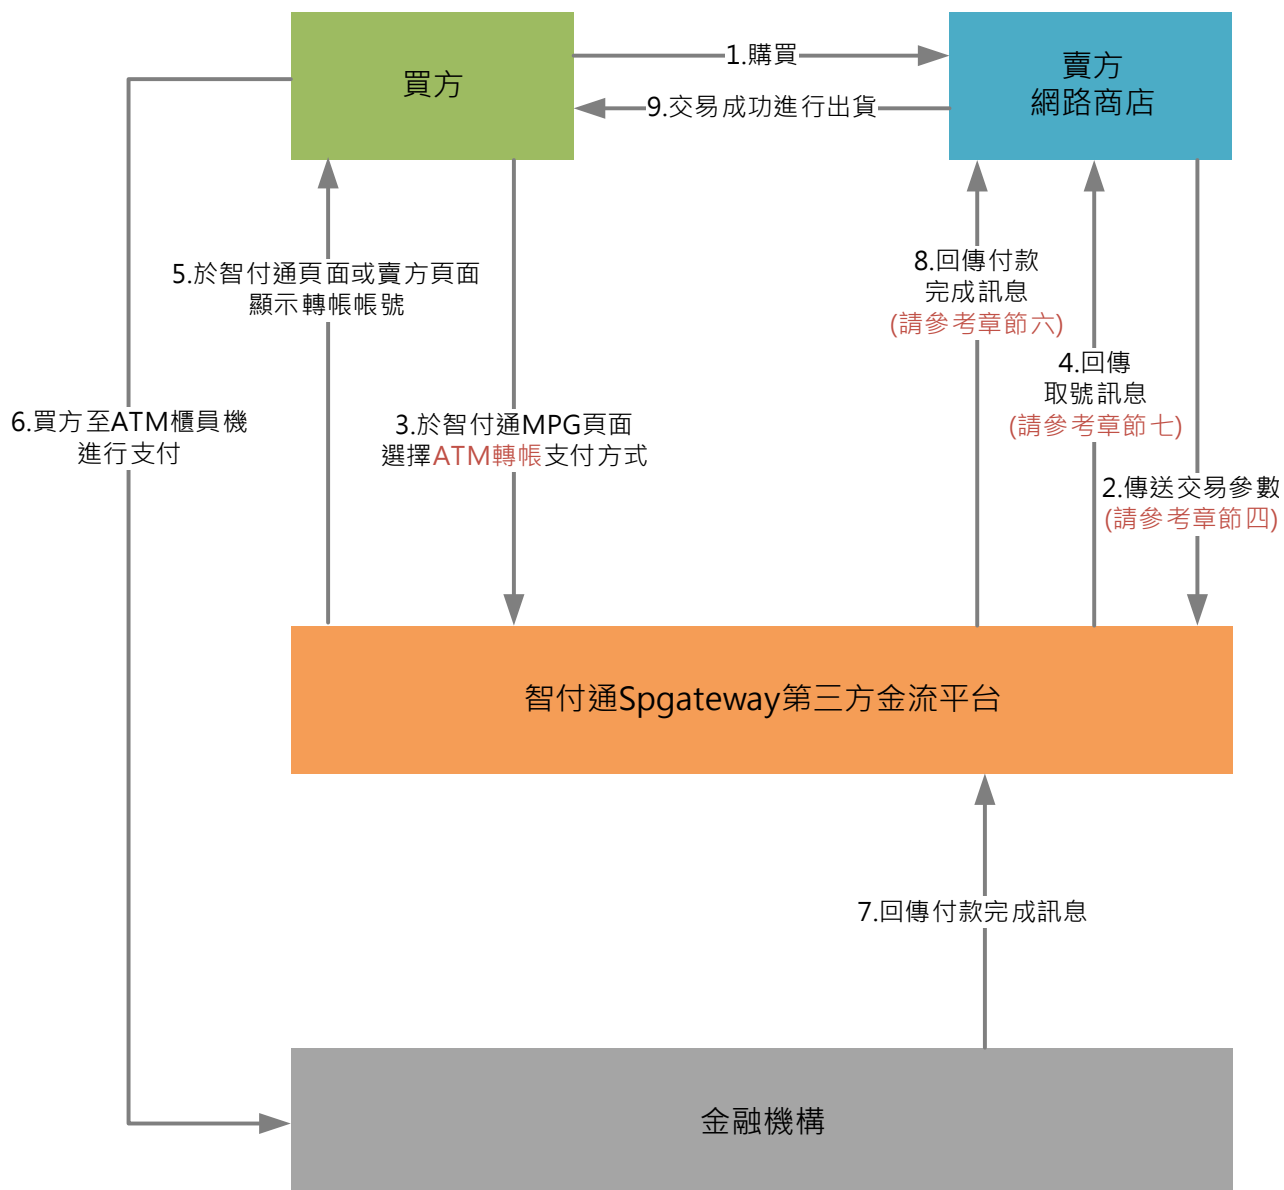 買方
1.購買
賣方
網路商店
9.交易成功進行出貨
5.於智付通頁面或賣方頁面
顯示轉帳帳號
8.回傳付款
完成訊息
(請參考章節六)
4.回傳
取號訊息
(請參考章節七)
6.買方至ATM櫃員機
進行支付
3.於智付通MPG頁面
選擇ATM轉帳支付方式
2.傳送交易參數
(請參考章節四)
智付通Spgateway第三方金流平台
7.回傳付款完成訊息
金融機構